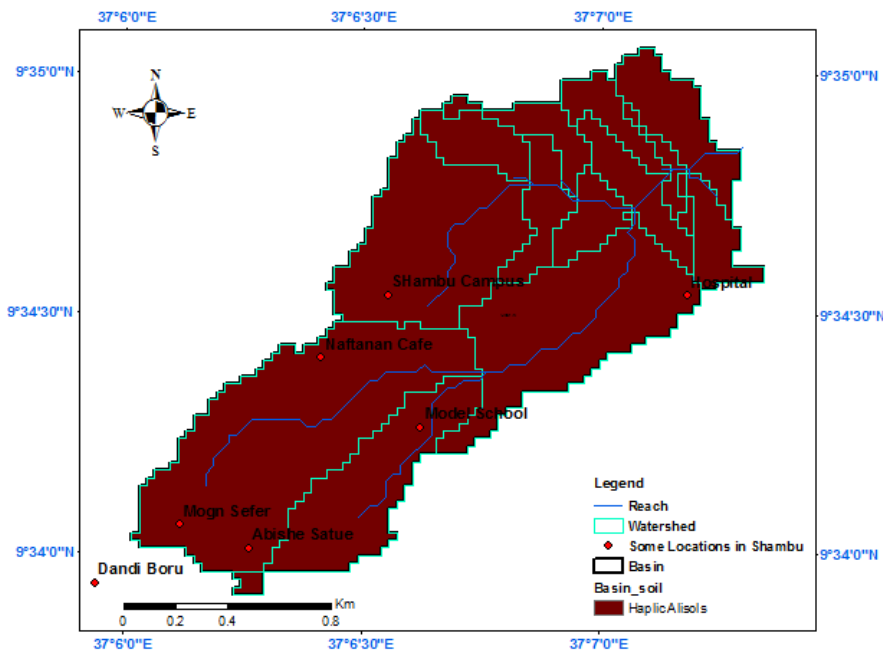 37°6'0"E 37°6'30"E 37°7'0"E
9°35'0"N 9°35'0"N
N
W E
S
SHambu Campus
Hospital
9°34'30"N 9°34'30"N
Naftanan Cafe
Model School
Legend
Reach
Watershed
Mogn Sefer
Some Locations in Shambu
Abishe Satue
9°34'0"N 9°34'0"N
Basin
Dandi Boru
Basin_soil
Haplic Alisols
Km
0 0.2 0.4 0.8
37°6'0"E 37°6'30"E 37°7'0"E